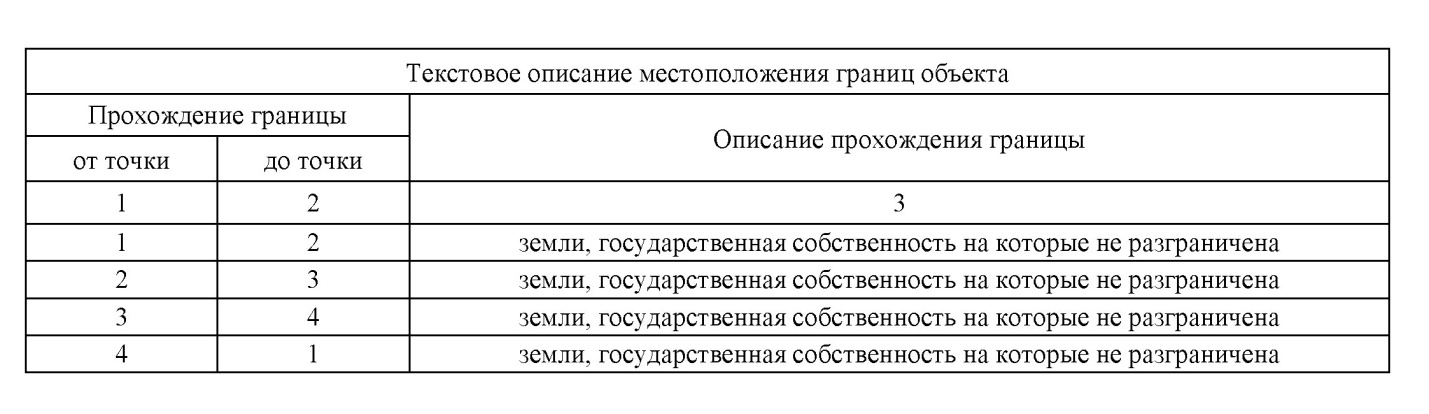 Текстовое описание местоположения границ объекта
Прохождение границы
Описание прохождения границы
от точки до точки
1 2 3
1 2 земли, государственная собственность на которые не разграничена
2 3 земли, государственная собственность на которые не разграничена
3 4 земли, государственная собственность на которые не разграничена
4 1 земли, государственная собственность на которые не разграничена